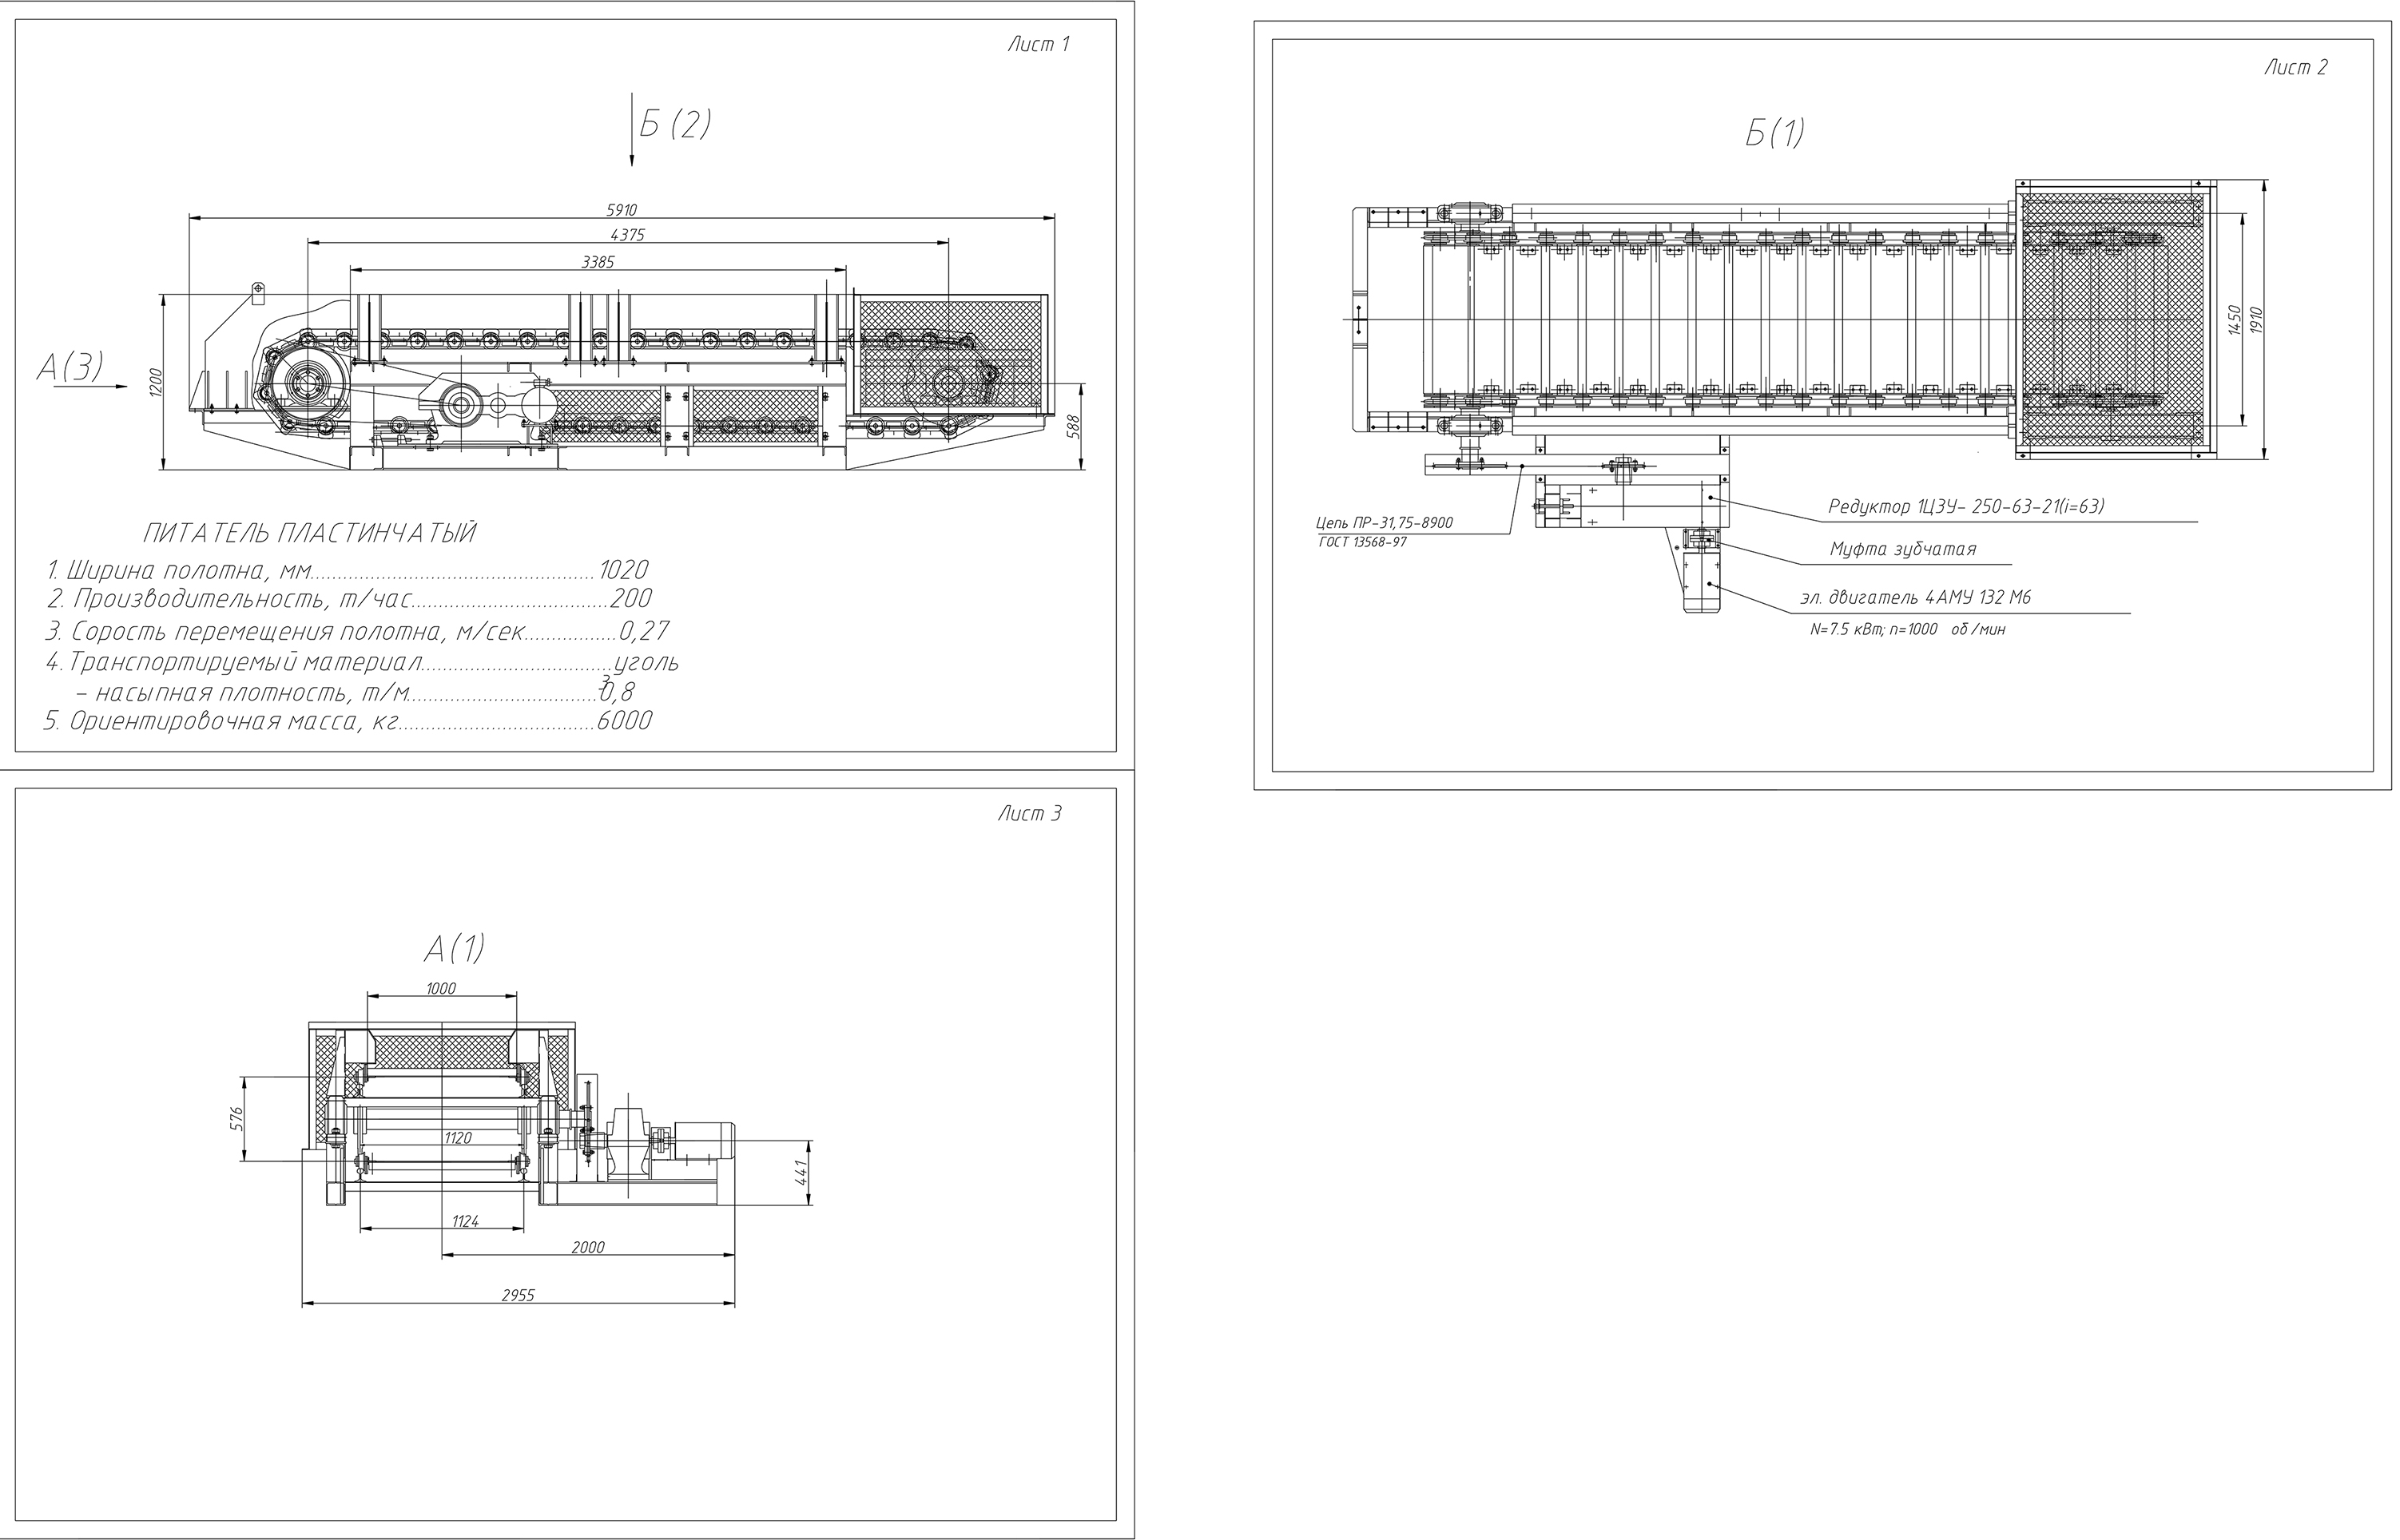 Лист 1
Б (2)
5910
4375
3385
А(3)
1200
588
ПИТАТЕЛЬ ПЛАСТИНЧАТЫЙ
1. Ширина полотна, мм.....................................................1020
2. Производительность, т/час....................................200
3. Сорость перемещения полотна, м/сек.................0,27
4. Транспортируемый материал...................................уголь
– насыпная плотность, т/м3...................................0,8
5. Ориентировочная масса, кг....................................6000
Лист 2
Б(1)
1450
1910
Цепь ПР-31,75-8900
ГОСТ 13568-97
Редуктор 1ЦЗУ- 250-63-21(i=63)
Муфта зубчатая
эл. двигатель 4АМУ 132 М6
N=7.5 кВт; n=1000 об/мин
Лист 3
А(1)
1000
576
1120
441
1124
2000
2955